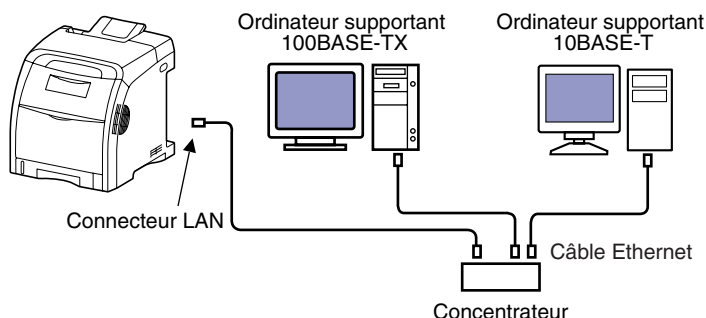 Ordinateur supportant
100BASE-TX
Ordinateur supportant
10BASE-T
Connecteur LAN
Câble Ethernet
Concentrateur